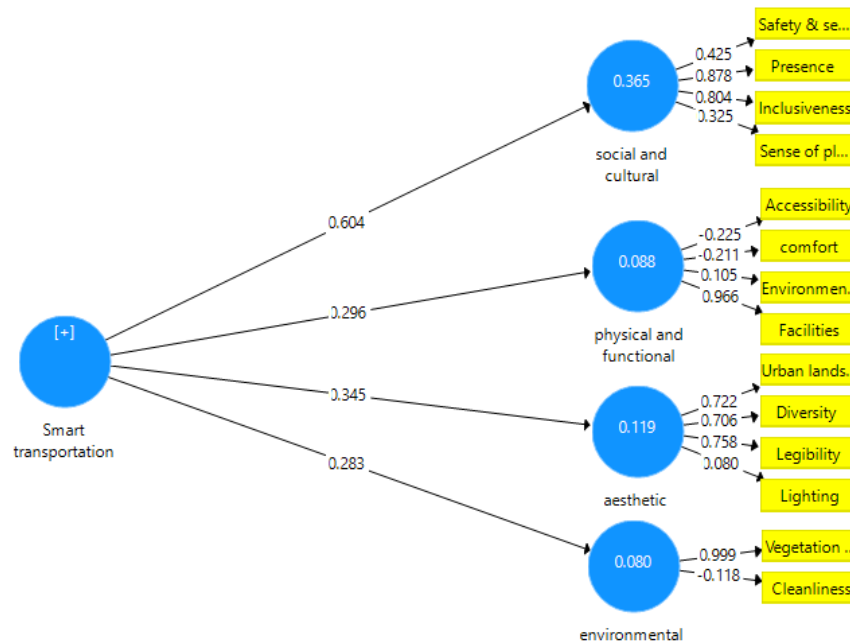 [+]
Smart
transportation
0.604
0.296
0.345
0.283
0.365
social and
cultural
0.425
0.878
0.804
0.325
Safety & se...
Presence
Inclusiveness
Sense of pl...
0.088
physical and
functional
-0.225
-0.211
0.105
0.966
Accessibility
comfort
Environmen..
Facilities
0.119
aesthetic
0.722
0.706
0.758
0.080
Urban lands..
Diversity
Legibility
Lighting
0.080
environmental
0.999
-0.118
Vegetation ..
Cleanliness